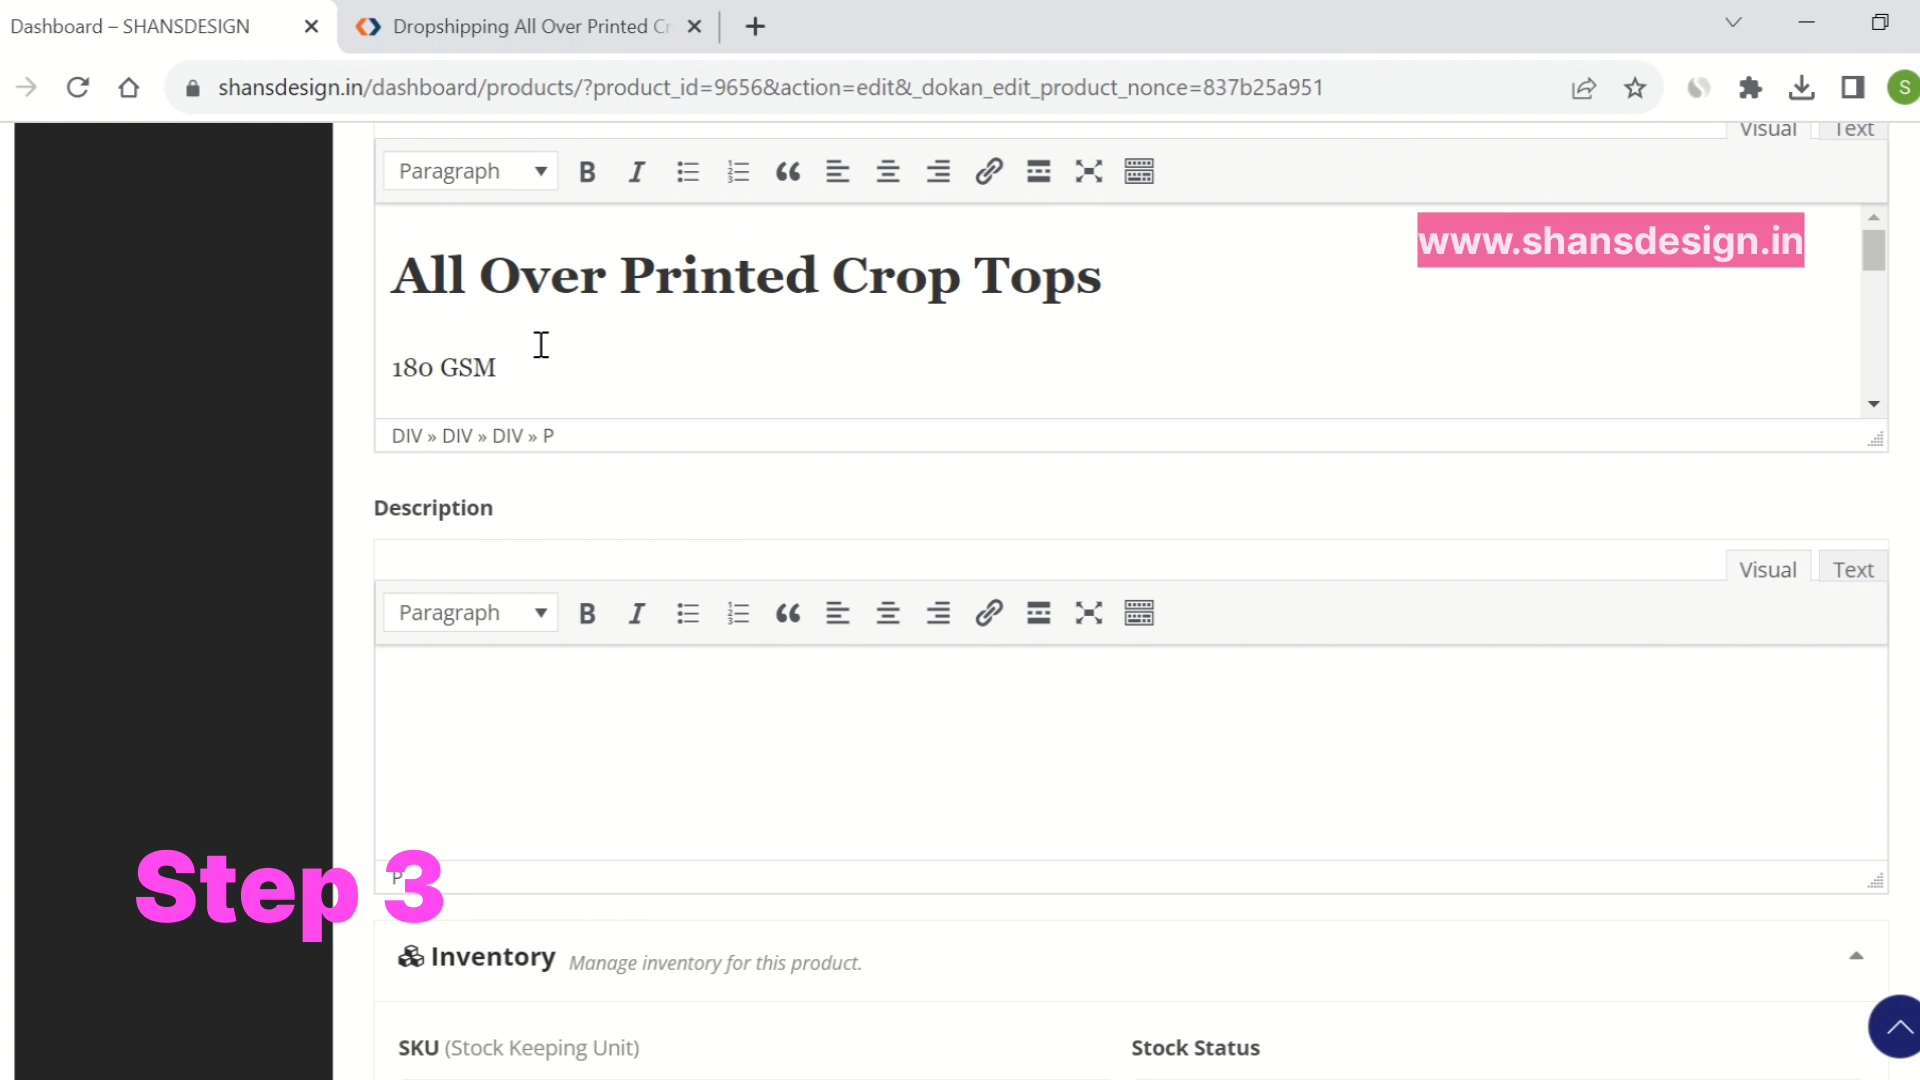 Dashboard – SHANSDESIGN
Dropshipping All Over Printed Cr
shansdesign.in/dashboard/products/?product_id=9656&action=edit&_dokan_edit_product_nonce=837b25a951
S
Visual Text
Paragraph
www.shansdesign.in
All Over Printed Crop Tops
180 GSM
DIV » DIV » DIV » P
Description
Visual Text
Paragraph
P
Step 3
Inventory Manage inventory for this product.
SKU (Stock Keeping Unit)
Stock Status